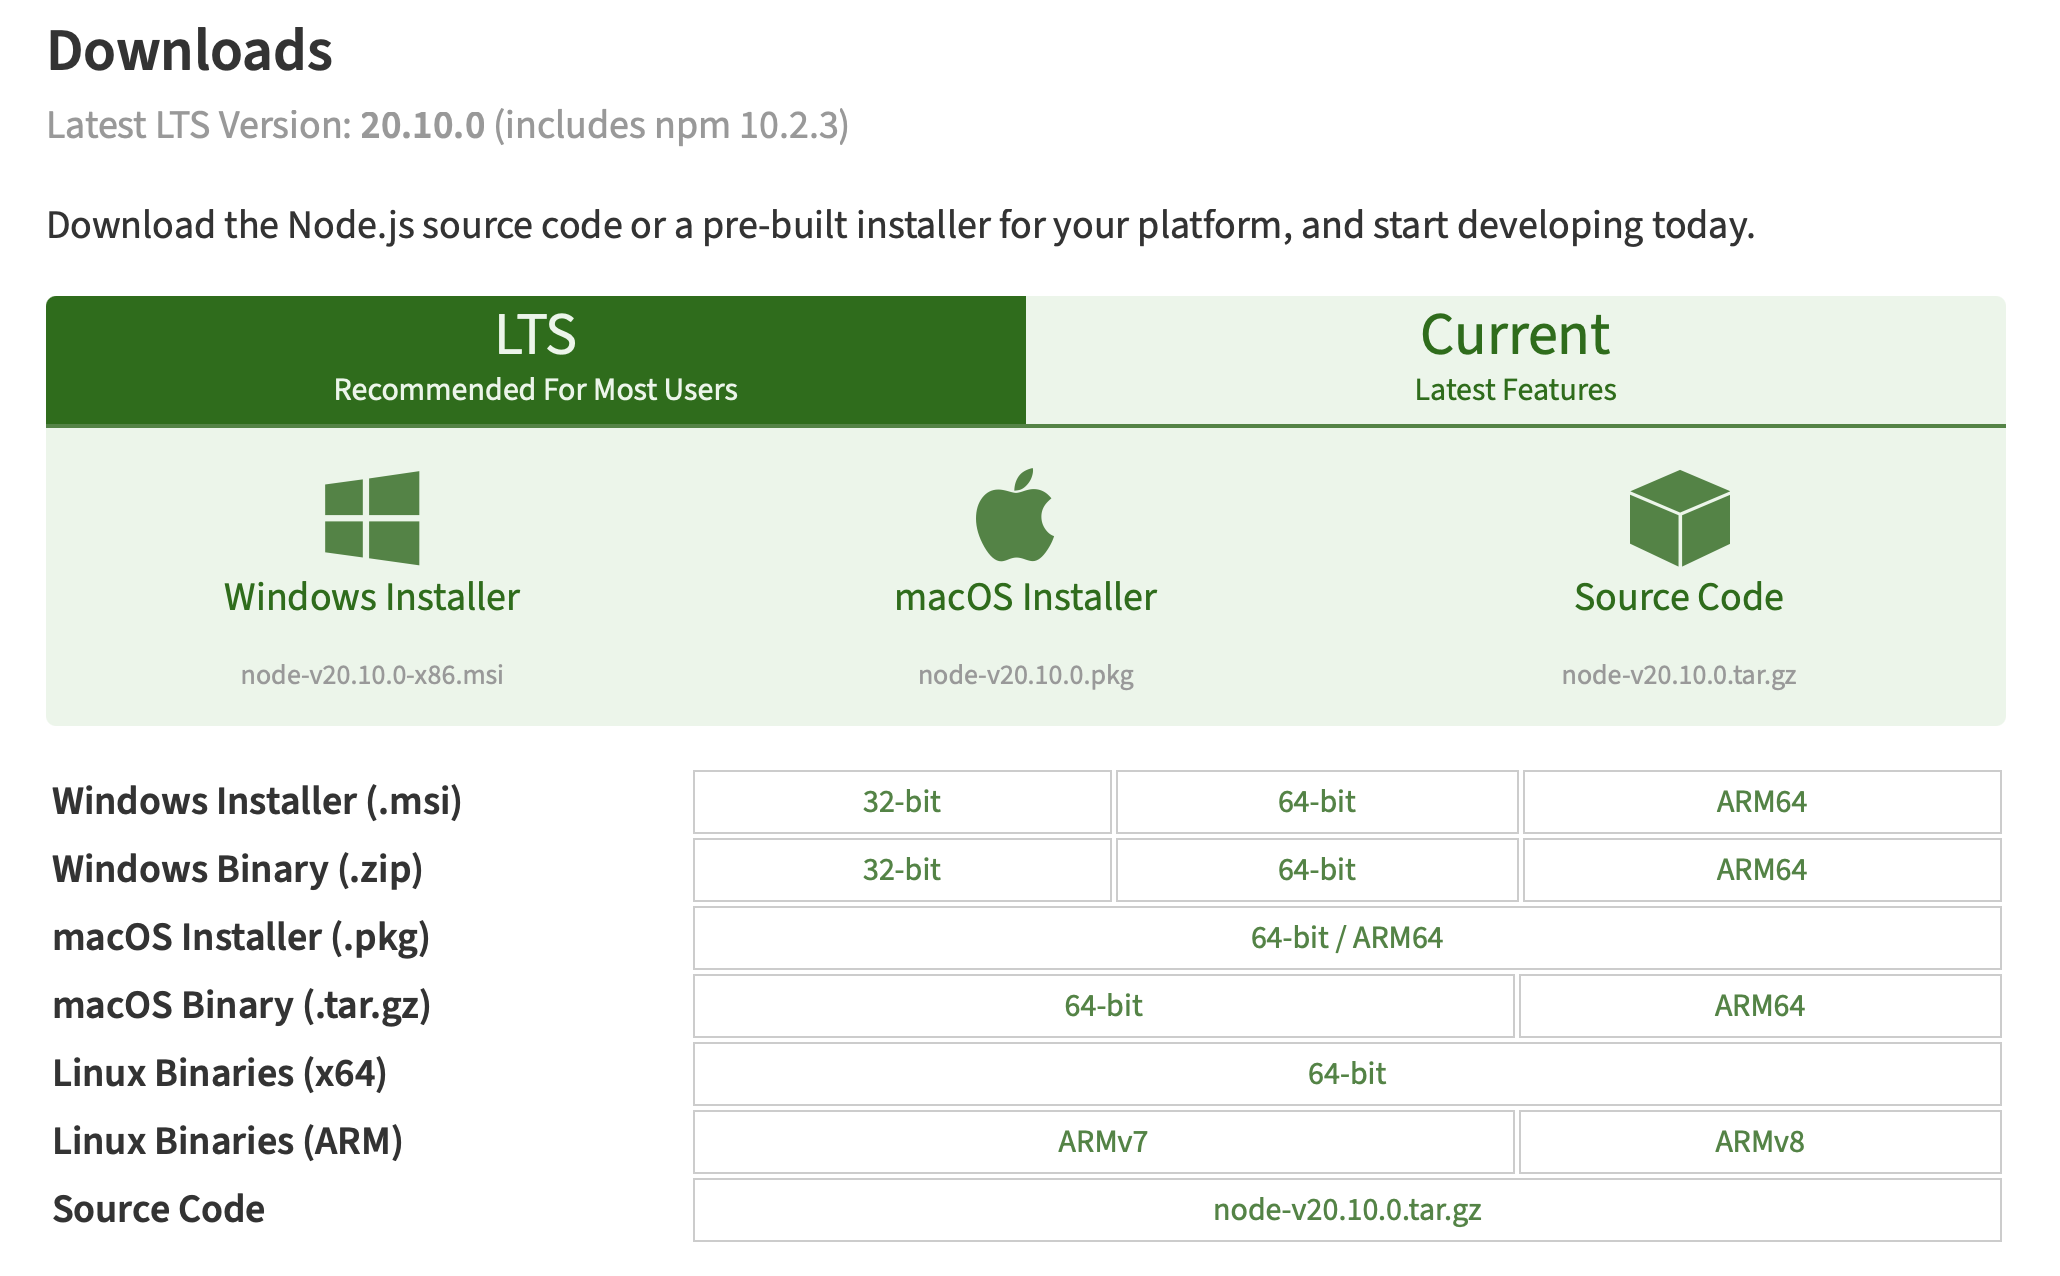 Downloads
Latest LTS Version: 20.10.0 (includes npm 10.2.3)
Download the Node.js source code or a pre-built installer for your platform, and start developing today.
LTS
Recommended For Most Users
Current
Latest Features
Windows Installer
node-v20.10.0-x86.msi
macOS Installer
node-v20.10.0.pkg
Source Code
node-v20.10.0.tar.gz
Windows Installer (.msi) 32-bit 64-bit ARM64
Windows Binary (.zip) 32-bit 64-bit ARM64
macOS Installer (.pkg) 64-bit / ARM64
macOS Binary (.tar.gz) 64-bit ARM64
Linux Binaries (x64) 64-bit
Linux Binaries (ARM) ARMv7 ARMv8
Source Code node-v20.10.0.tar.gz